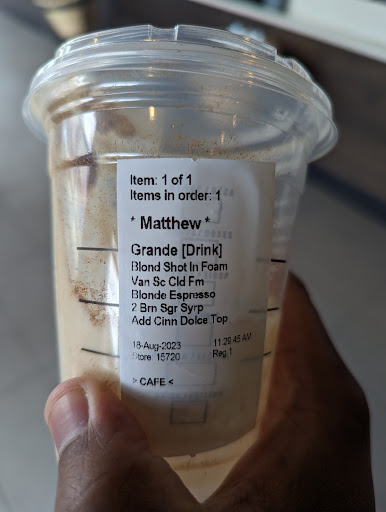 Item: 1 of 1
Items in order: 1
* Matthew *
Grande [Drink]
Blond Shot In Foam
Van Sc Cld Fm
Blonde Espresso
2 Brn Sgr Syrp
Add Cinn Dolce Top
18-Aug-2023 11:29:45 AM
Store: 15720 Reg 1
> CAFE <